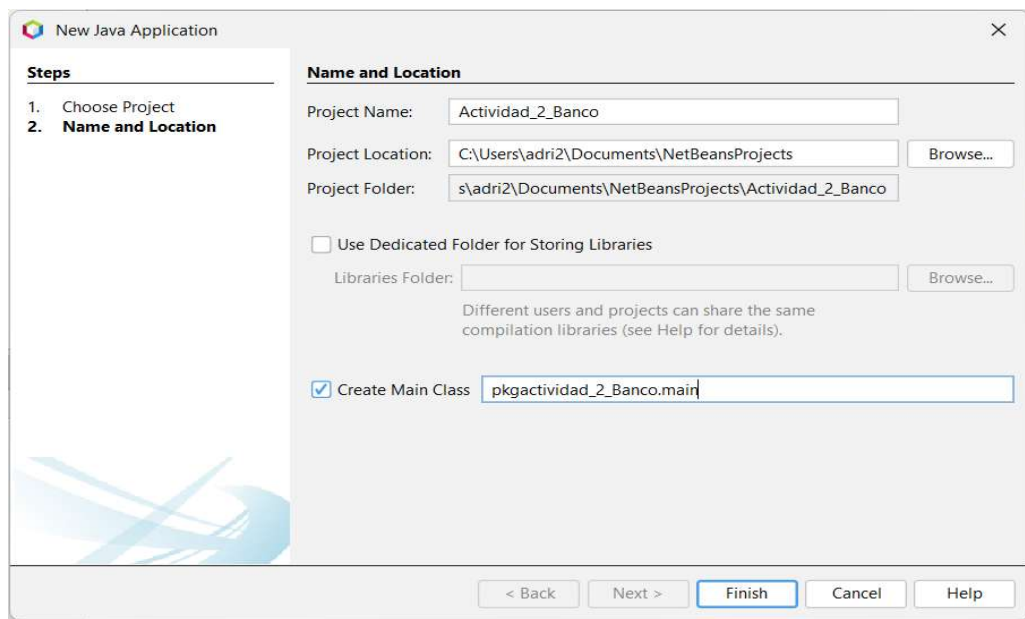 New Java Application
Steps
1. Choose Project
2. Name and Location
Name and Location
Project Name: Actividad_2_Banco
Project Location: C:\Users\adri2\Documents\NetBeansProjects Browse...
Project Folder: s\adri2\Documents\NetBeansProjects\Actividad_2_Banco
Use Dedicated Folder for Storing Libraries
Libraries Folder: Browse...
Different users and projects can share the same
compilation libraries (see Help for details).
Create Main Class pkgactividad_2_Banco.main
< Back Next > Finish Cancel Help